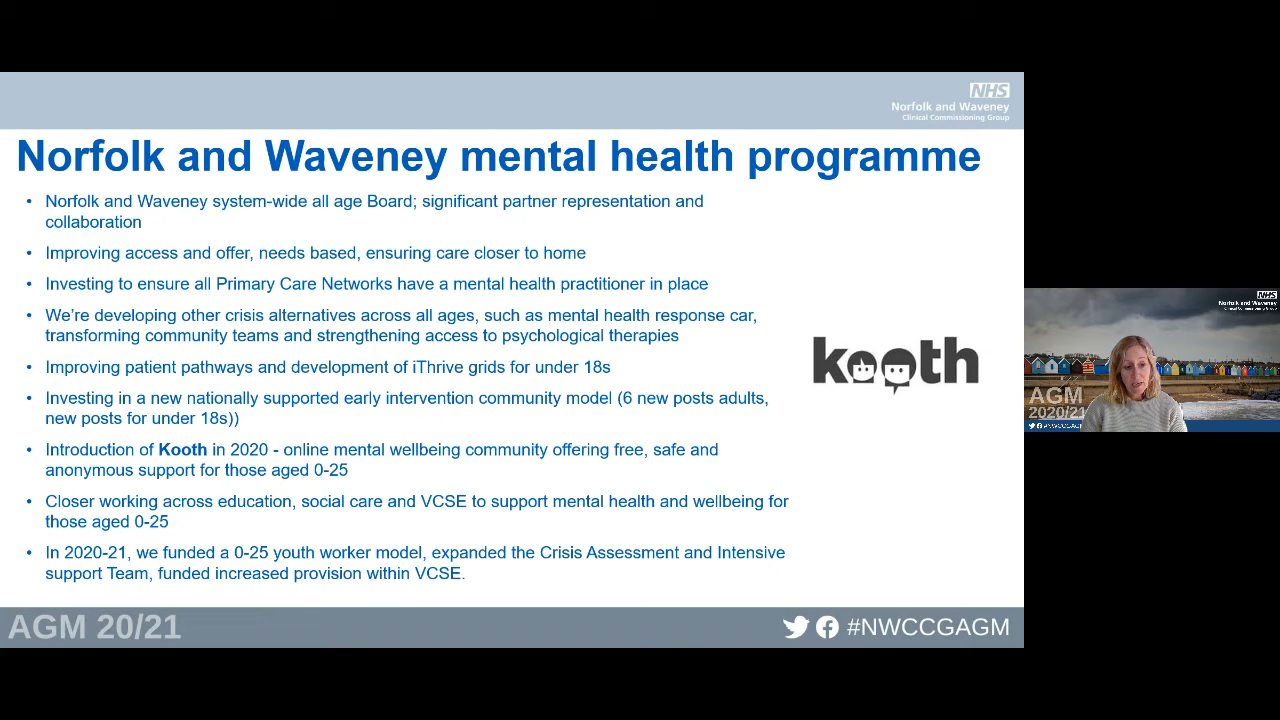 NHS
Norfolk and Waveney
Clinical Commissioning Group
Norfolk and Waveney mental health programme
• Norfolk and Waveney system-wide all age Board; significant partner representation and
collaboration
• Improving access and offer, needs based, ensuring care closer to home
• Investing to ensure all Primary Care Networks have a mental health practitioner in place
• We're developing other crisis alternatives across all ages, such as mental health response car,
transforming community teams and strengthening access to psychological therapies
• Improving patient pathways and development of iThrive grids for under 18s
• Investing in a new nationally supported early intervention community model (6 new posts adults,
new posts for under 18s))
• Introduction of Kooth in 2020 - online mental wellbeing community offering free, safe and
anonymous support for those aged 0-25
• Closer working across education, social care and VCSE to support mental health and wellbeing for
those aged 0-25
• In 2020-21, we funded a 0-25 youth worker model, expanded the Crisis Assessment and Intensive
support Team, funded increased provision within VCSE.
kooth
AGM 20/21
#NWCCGAGM
NHS
Norfolk and Waveney
Clinical Commissioning Group
AGM
2020/21
#NWCCGAGM